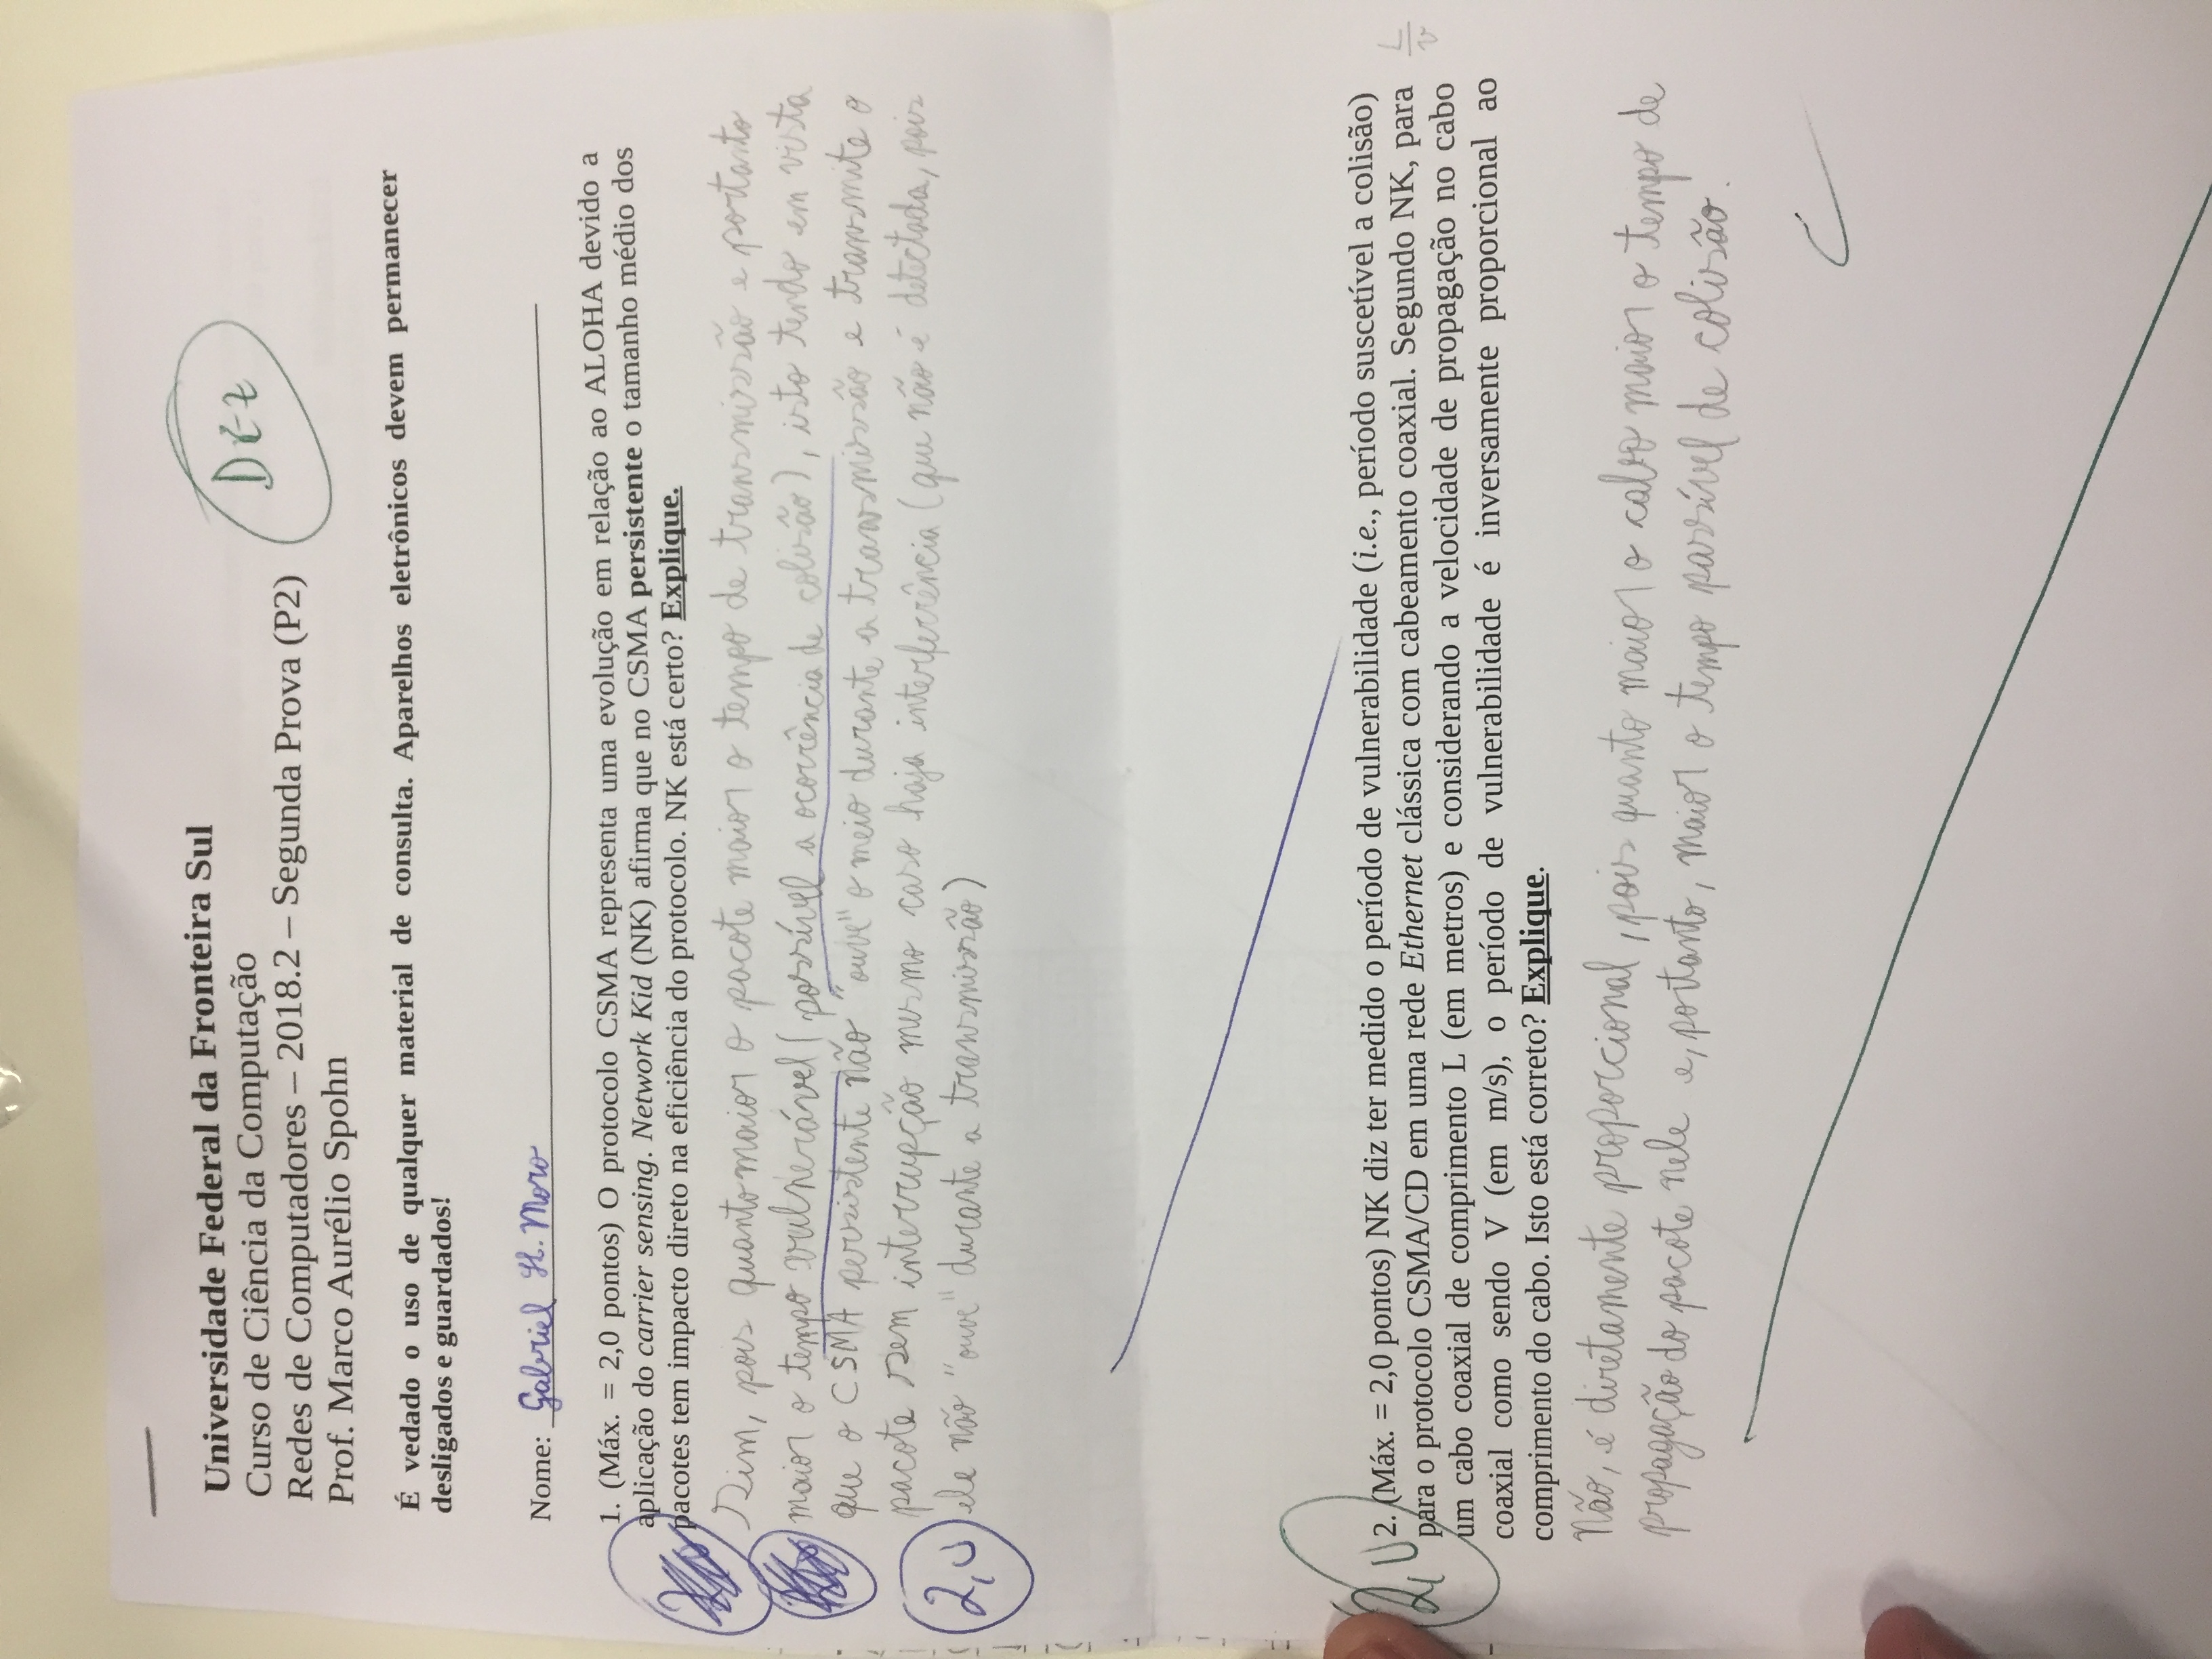 Universidade Federal da Fronteira Sul
Curso de Ciência da Computação
Redes de Computadores – 2018.2 – Segunda Prova (P2)
Prof. Marco Aurélio Spohn
DEZ
É vedado o uso de qualquer material de consulta. Aparelhos eletrônicos devem permanecer
desligados e guardados!
Nome: Gabriel H. Moro
1. (Máx. = 2,0 pontos) O protocolo CSMA representa uma evolução em relação ao ALOHA devido a
aplicação do carrier sensing. Network Kid (NK) afirma que no CSMA persistente o tamanho médio dos
pacotes tem impacto direto na eficiência do protocolo. NK está certo? Explique.
Sim, pois quanto maior o pacote maior o tempo de transmissão e portanto
maior o tempo vulnerável (possível a ocorrência de colisão), isto tendo em vista
que o CSMA persistente não "ouve" o meio durante a transmissão e transmite o
pacote sem interrupção mesmo caso haja interferrência (que não é detectada, pois
ele não "ouve" durante a transmissão)
2,0
2,0
2. (Máx. = 2,0 pontos) NK diz ter medido o período de vulnerabilidade (i.e., período suscetível a colisão)
para o protocolo CSMA/CD em uma rede Ethernet clássica com cabeamento coaxial. Segundo NK, para
um cabo coaxial de comprimento L (em metros) e considerando a velocidade de propagação no cabo
coaxial como sendo V (em m/s), o período de vulnerabilidade é inversamente proporcional ao
comprimento do cabo. Isto está correto? Explique.
L
v
Não, é diretamente proporcional, pois quanto maior o cabo maior o tempo de
propagação do pacote nele e, portanto, maior o tempo passível de colisão.